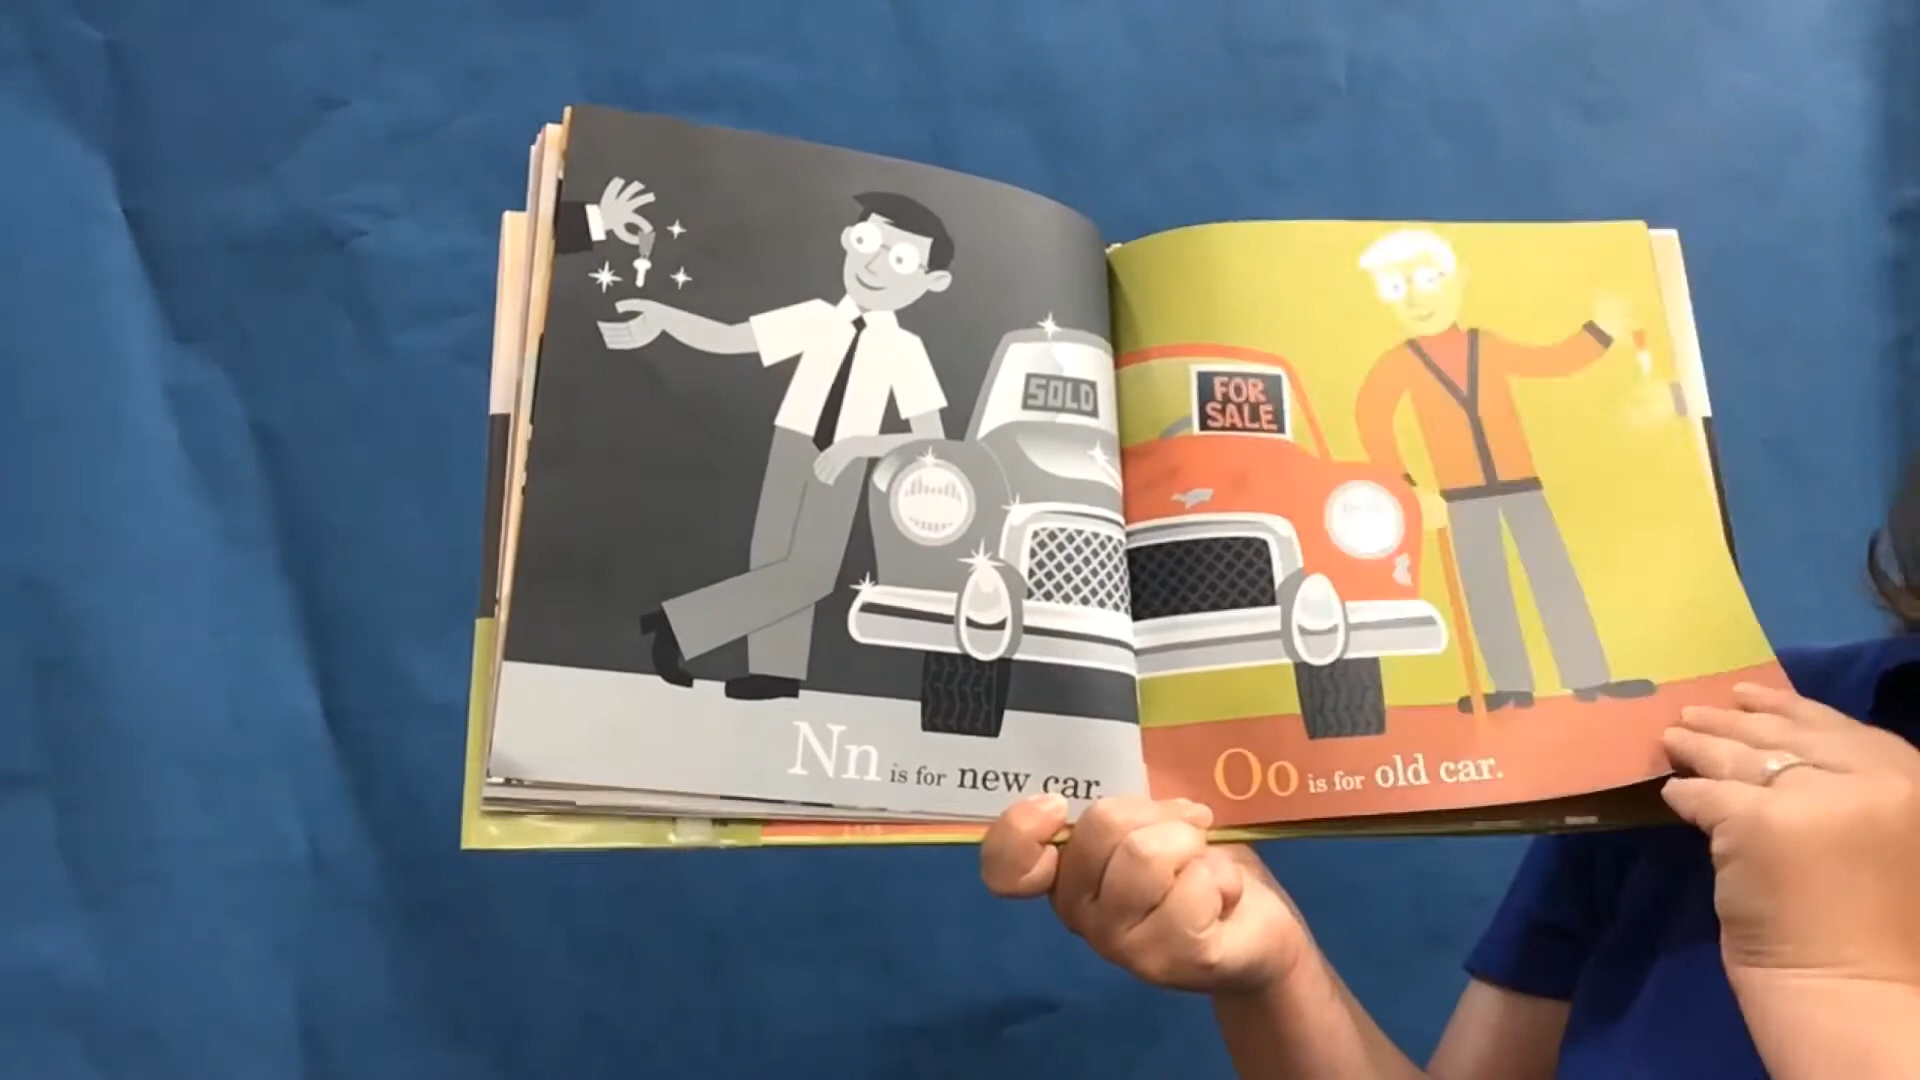 SOLD
Nn is for new car.
FOR
SALE
Oo is for old car.